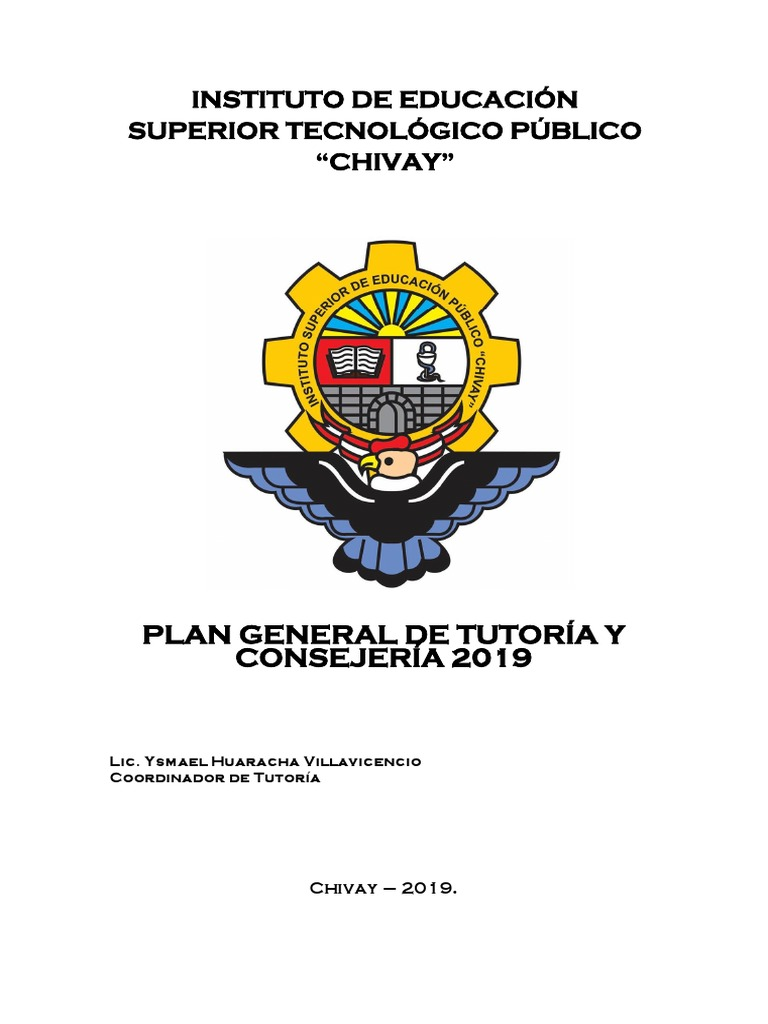 INSTITUTO DE EDUCACIÓN
SUPERIOR TECNOLÓGICO PÚBLICO
“CHIVAY”
INSTITUTO SUPERIOR DE EDUCACIÓN PÚBLICO “CHIVAY”
PLAN GENERAL DE TUTORÍA Y
CONSEJERÍA 2019
Lic. Ysmael Huaracha Villavicencio
Coordinador de Tutoría
Chivay – 2019.